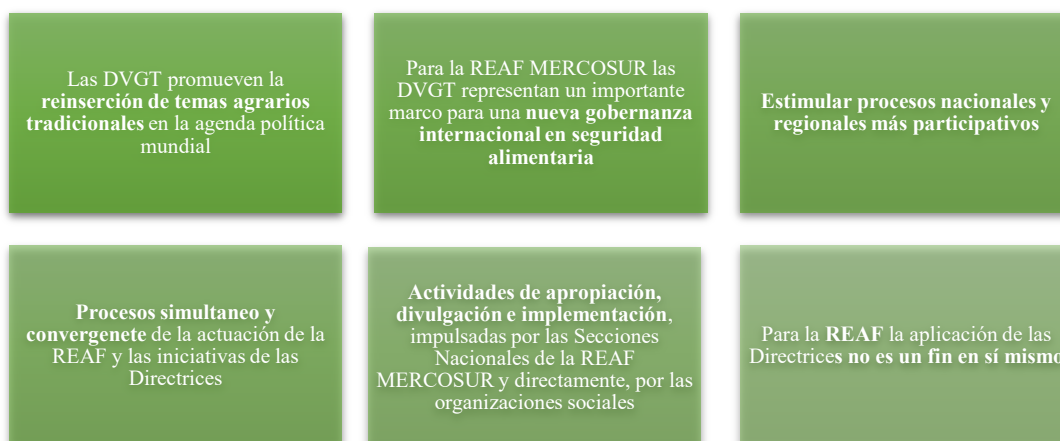 Las DVGT promueven la
reinserción de temas agrarios
tradicionales en la agenda política
mundial
Para la REAF MERCOSUR las
DVGT representan un importante
marco para una nueva gobernanza
internacional en seguridad
alimentaria
Estimular procesos nacionales y
regionales más participativos
Procesos simultaneo y
convergenete de la actuación de la
REAF y las iniciativas de las
Directrices
Actividades de apropiación,
divulgación e implementación,
impulsadas por las Secciones
Nacionales de la REAF
MERCOSUR y directamente, por las
organizaciones sociales
Para la REAF la aplicación de las
Directrices no es un fin en sí mismo